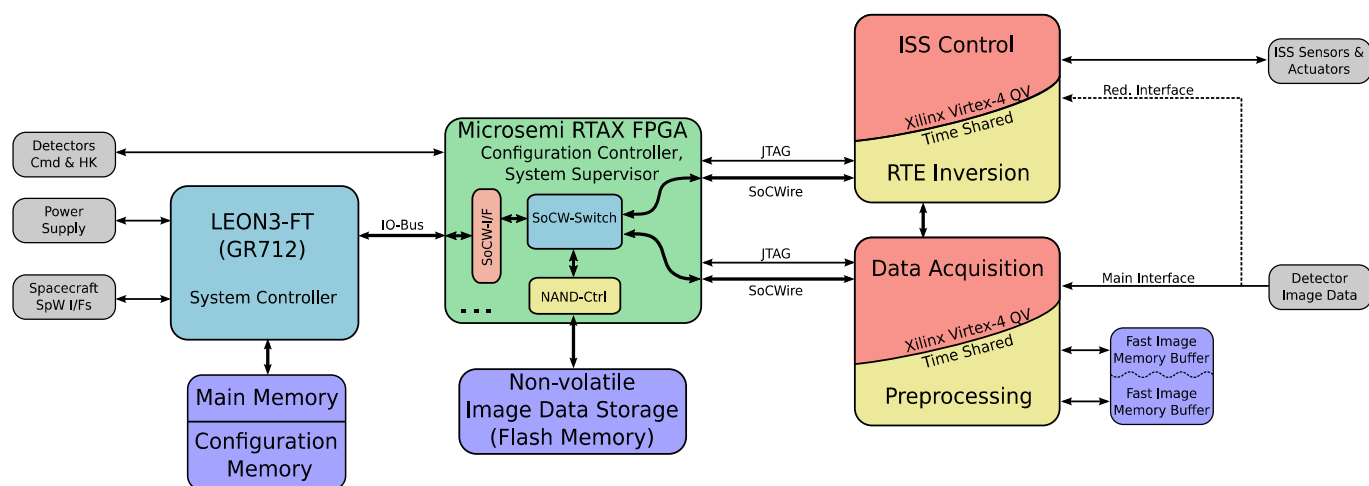 Detectors
Cmd & HK
Power
Supply
Spacecraft
SpW I/Fs
LEON3-FT
(GR712)
System Controller
Main Memory
Configuration
Memory
IO-Bus
Microsemi RTAX FPGA
Configuration Controller,
System Supervisor
SoCW-I/F
SoCW-Switch
NAND-Ctrl
...
Non-volatile
Image Data Storage
(Flash Memory)
JTAG
SoCWire
JTAG
SoCWire
ISS Control
Xilinx Virtex-4 QV
Time Shared
RTE Inversion
Data Acquisition
Xilinx Virtex-4 QV
Time Shared
Preprocessing
ISS Sensors &
Actuators
Red. Interface
Main Interface
Detector
Image Data
Fast Image
Memory Buffer
Fast Image
Memory Buffer